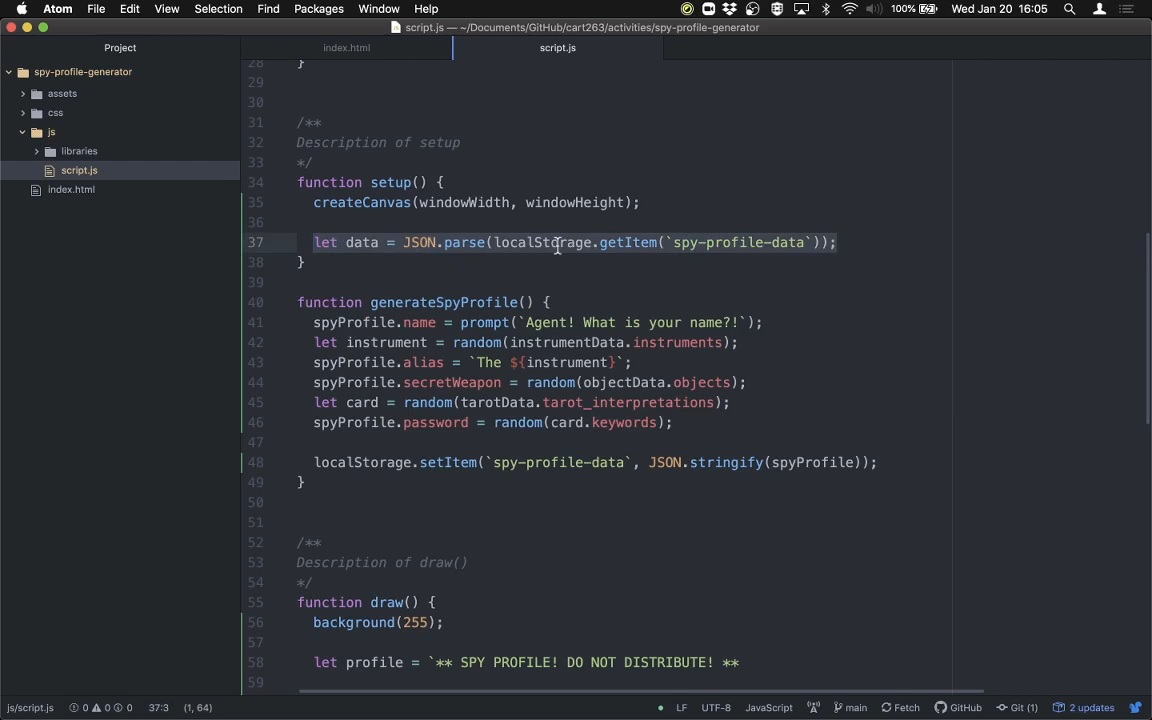 Atom File Edit View Selection Find Packages Window Help 100% Wed Jan 20 16:05
script.js — ~/Documents/GitHub/cart263/activities/spy-profile-generator
Project index.html script.js
spy-profile-generator
assets
css
js
libraries
script.js
index.html
28 }
29
30
31 /**
32 Description of setup
33 */
34 function setup() {
35 createCanvas(windowWidth, windowHeight);
36
37 let data = JSON.parse(localStorage.getItem(`spy-profile-data`));
38 }
39
40 function generateSpyProfile() {
41 spyProfile.name = prompt(`Agent! What is your name?!`);
42 let instrument = random(instrumentData.instruments);
43 spyProfile.alias = `The ${instrument}`;
44 spyProfile.secretWeapon = random(objectData.objects);
45 let card = random(tarotData.tarot_interpretations);
46 spyProfile.password = random(card.keywords);
47
48 localStorage.setItem(`spy-profile-data`, JSON.stringify(spyProfile));
49 }
50
51
52 /**
53 Description of draw()
54 */
55 function draw() {
56 background(255);
57
58 let profile = `** SPY PROFILE! DO NOT DISTRIBUTE! **
59
js/script.js 0 0 0 (1, 64) LF UTF-8 JavaScript main Fetch GitHub Git (1) 2 updates